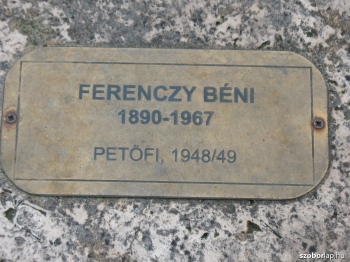 FERENCZY BÉNI
1890-1967
PETŐFI, 1948/49
szoborlap.hu